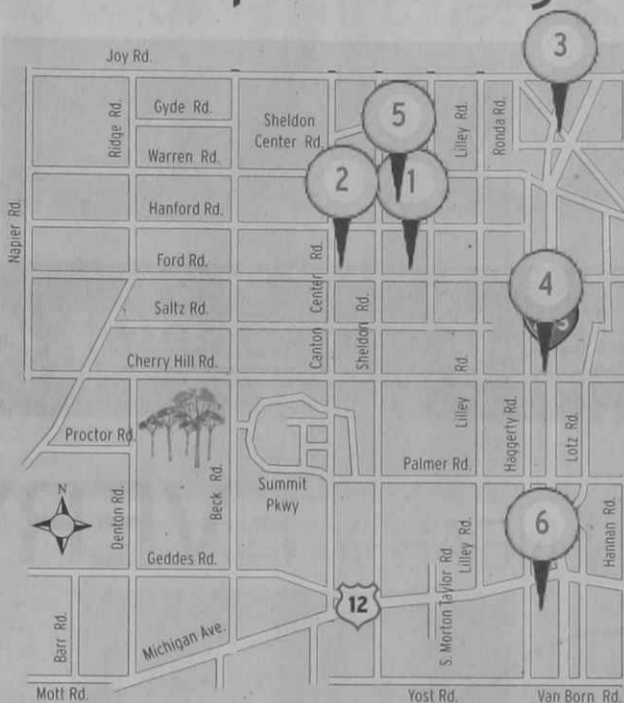 Joy Rd.
3
Ridge Rd.
Gyde Rd.
Sheldon
Center Rd.
5
Lilley Rd.
Ronda Rd.
Warren Rd.
2
1
Napier Rd.
Hanford Rd.
Ford Rd.
Canton Center Rd.
Sheldon Rd.
4
Saltz Rd.
Cherry Hill Rd.
Lilley Rd.
Haggerty Rd.
Lotz Rd.
Proctor Rd.
Palmer Rd.
Beck Rd.
Summit
Pkwy
N
Denton Rd.
6
Hannan Rd.
Geddes Rd.
Lilley Rd.
S. Morton Taylor Rd.
12
Barr Rd.
Michigan Ave.
Mott Rd.
Yost Rd.
Van Born Rd.